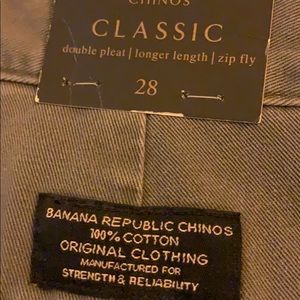 CHINOS
CLASSIC
double pleat | longer length | zip fly
28
BANANA REPUBLIC CHINOS
100% COTTON
ORIGINAL CLOTHING
MANUFACTURED FOR
STRENGTH & RELIABILITY